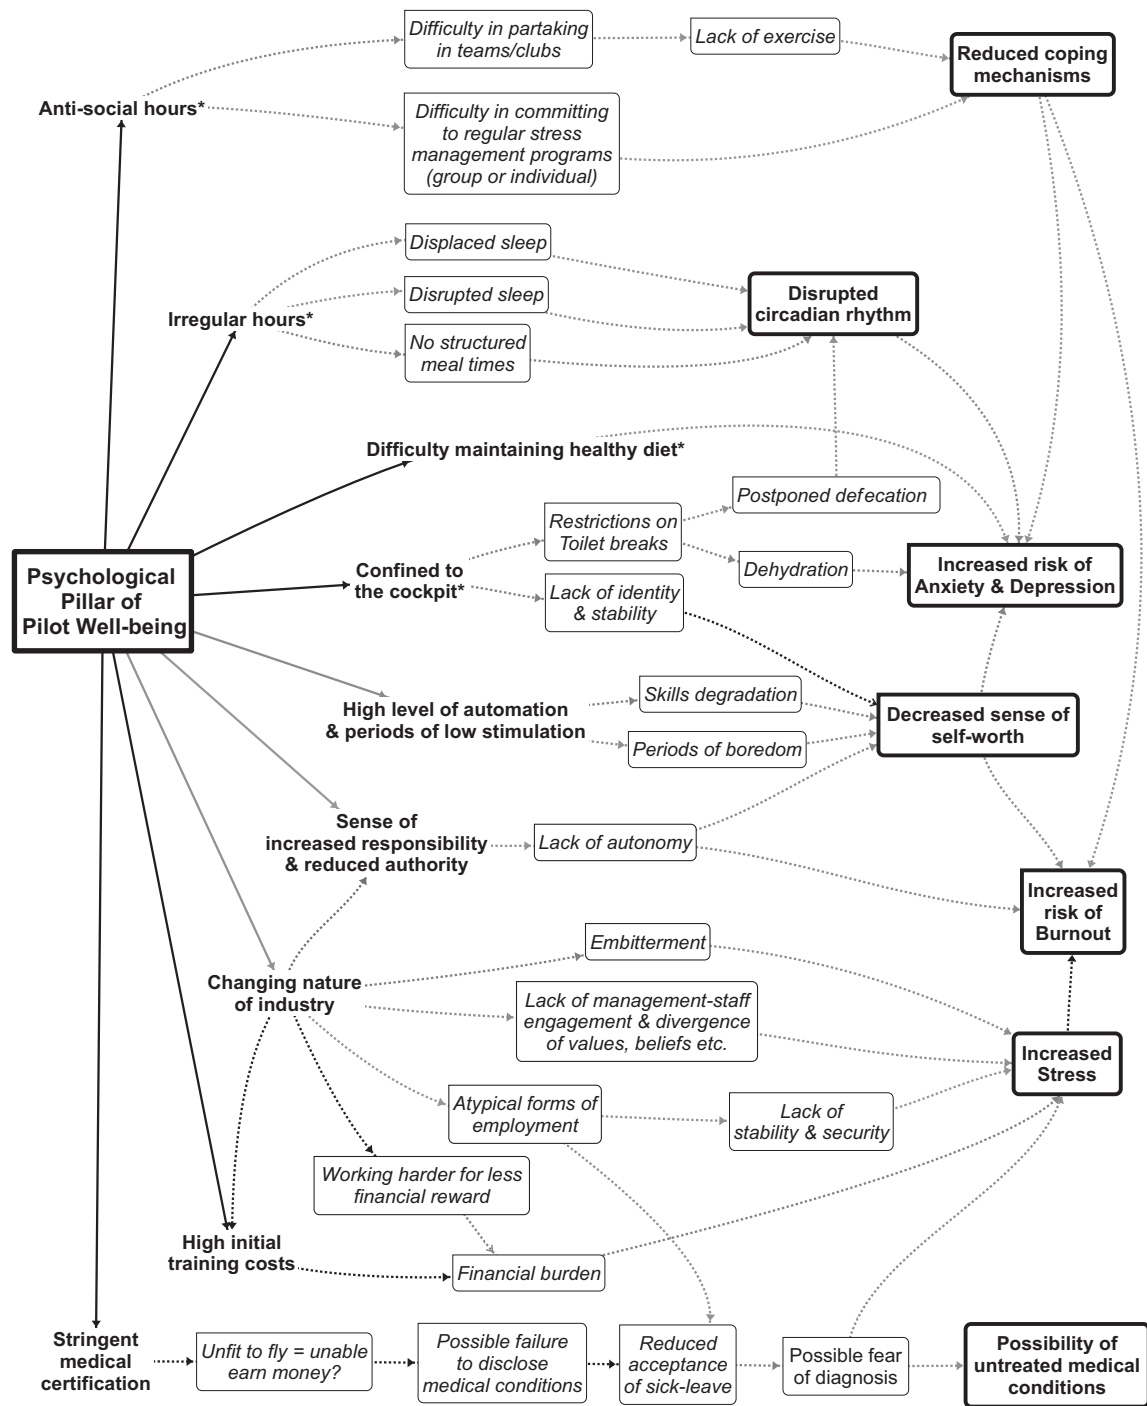 Difficulty in partaking
in teams/clubs
Lack of exercise
Reduced coping
mechanisms
Anti-social hours*
Difficulty in committing
to regular stress
management programs
(group or individual)
Displaced sleep
Disrupted sleep
Irregular hours*
No structured
meal times
Disrupted
circadian rhythm
Difficulty maintaining healthy diet*
Postponed defecation
Restrictions on
Toilet breaks
Dehydration
Increased risk of
Anxiety & Depression
Psychological
Pillar of
Pilot Well-being
Confined to
the cockpit*
Lack of identity
& stability
High level of automation
& periods of low stimulation
Skills degradation
Periods of boredom
Decreased sense of
self-worth
Sense of
increased responsibility
& reduced authority
Lack of autonomy
Increased
risk of
Burnout
Changing nature
of industry
Embitterment
Lack of management-staff
engagement & divergence
of values, beliefs etc.
Increased
Stress
Atypical forms of
employment
Lack of
stability & security
Working harder for less
financial reward
High initial
training costs
Financial burden
Stringent
medical
certification
Unfit to fly = unable
earn money?
Possible failure
to disclose
medical conditions
Reduced
acceptance
of sick-leave
Possible fear
of diagnosis
Possibility of
untreated medical
conditions